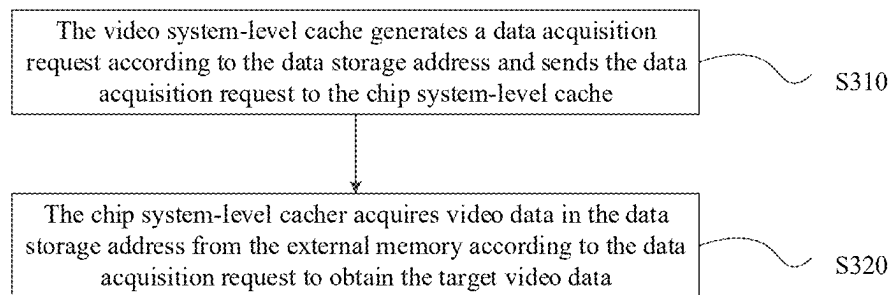 The video system-level cache generates a data acquisition
request according to the data storage address and sends the data
acquisition request to the chip system-level cache
S310
The chip system-level cacher acquires video data in the data
storage address from the external memory according to the data
acquisition request to obtain the target video data
S320